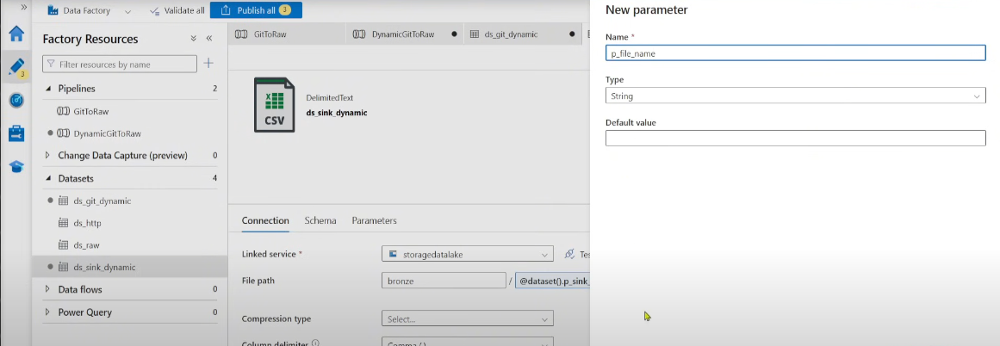 Data Factory
Validate all
Publish all 3
New parameter
Factory Resources
GitToRaw
DynamicGitToRaw
ds_git_dynamic
Name *
p_file_name
Filter resources by name
3
Pipelines 2
Type
String
GitToRaw
DelimitedText
ds_sink_dynamic
CSV
DynamicGitToRaw
Default value
Change Data Capture (preview) 0
Datasets 4
ds_git_dynamic
ds_http
ds_raw
ds_sink_dynamic
Data flows 0
Power Query 0
Connection
Schema
Parameters
Linked service *
storagedatalake
File path
bronze
/
@dataset().p_sink_
Compression type
Select...
Column delimiter
Comma (,)